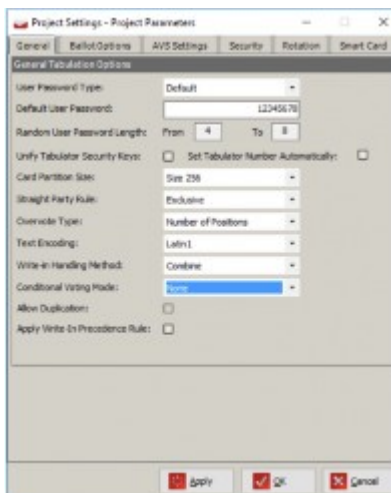 Project Settings - Project Parameters
General Ballot Options AVS Settings Security Rotation Smart Card
General Tabulation Options
User Password Type: Default
Default User Password: 12345678
Random User Password Length: From 4 To 8
Unify Tabulator Security Keys: Set Tabulator Number Automatically:
Card Partition Size: Size 256
Straight Party Rule: Exclusive
Overvote Type: Number of Positions
Text Encoding: Latin1
Write-in Handling Method: Combine
Conditional Voting Mode: None
Allow Duplication:
Apply Write-In Precedence Rule:
Apply OK Cancel